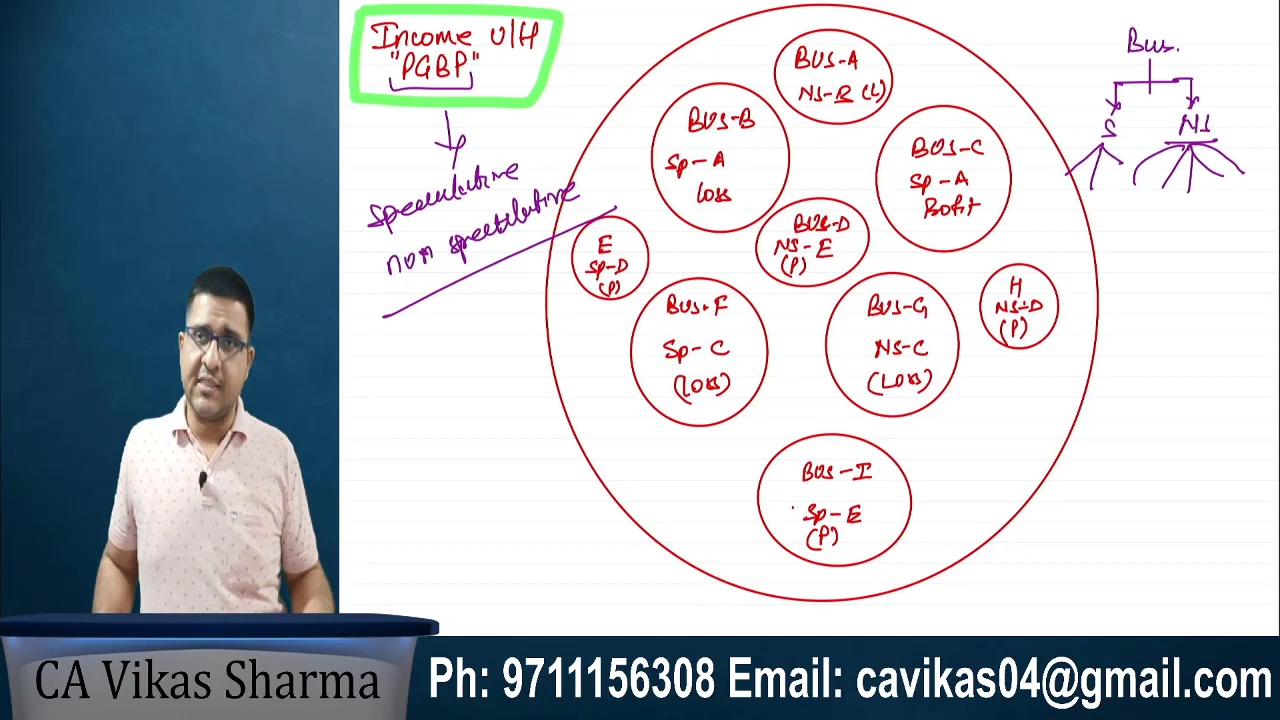 Income U/H
"PGBP"
speculative
non speculative
BUS-A
NS-B (L)
BUS-B
Sp-A
loss
BUS-C
Sp-A
Profit
BUS-D
NS-E
(P)
E
Sp-D
(P)
BUS-F
Sp-C
(loss)
BUS-G
NS-C
(Loss)
H
NS-D
(P)
BUS-I
Sp-E
(P)
Bus.
S
NS
CA Vikas Sharma
Ph: 9711156308 Email: cavikas04@gmail.com